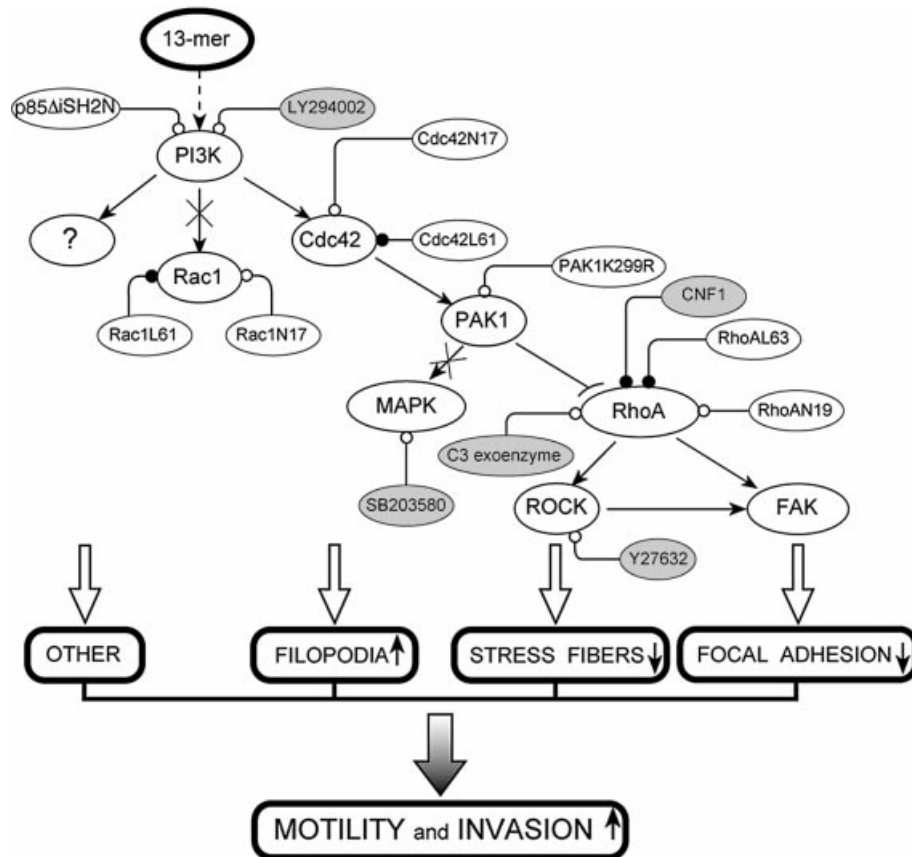 13-mer
p85ΔiSH2N
LY294002
Cdc42N17
PI3K
?
Cdc42
Cdc42L61
Rac1
PAK1K299R
CNF1
Rac1L61
Rac1N17
PAK1
RhoAL63
MAPK
RhoA
RhoAN19
C3 exoenzyme
SB203580
ROCK
FAK
Y27632
OTHER
FILOPODIA
STRESS FIBERS
FOCAL ADHESION
MOTILITY and INVASION